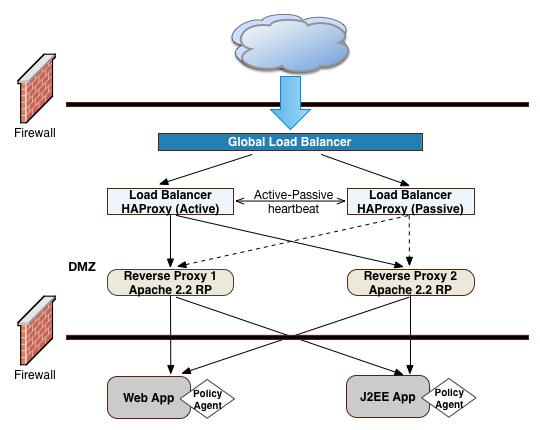 Firewall
Global Load Balancer
Load Balancer
HAProxy (Active)
Active-Passive
heartbeat
Load Balancer
HAProxy (Passive)
DMZ
Reverse Proxy 1
Apache 2.2 RP
Reverse Proxy 2
Apache 2.2 RP
Firewall
Web App
Policy
Agent
J2EE App
Policy
Agent